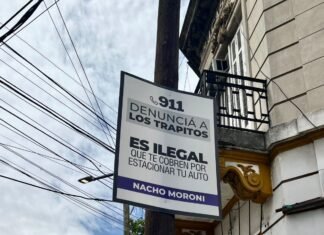 911
DENUNCIÁ A
LOS TRAPITOS
ES ILEGAL
QUE TE COBREN POR
ESTACIONAR TU AUTO
NACHO MORONI